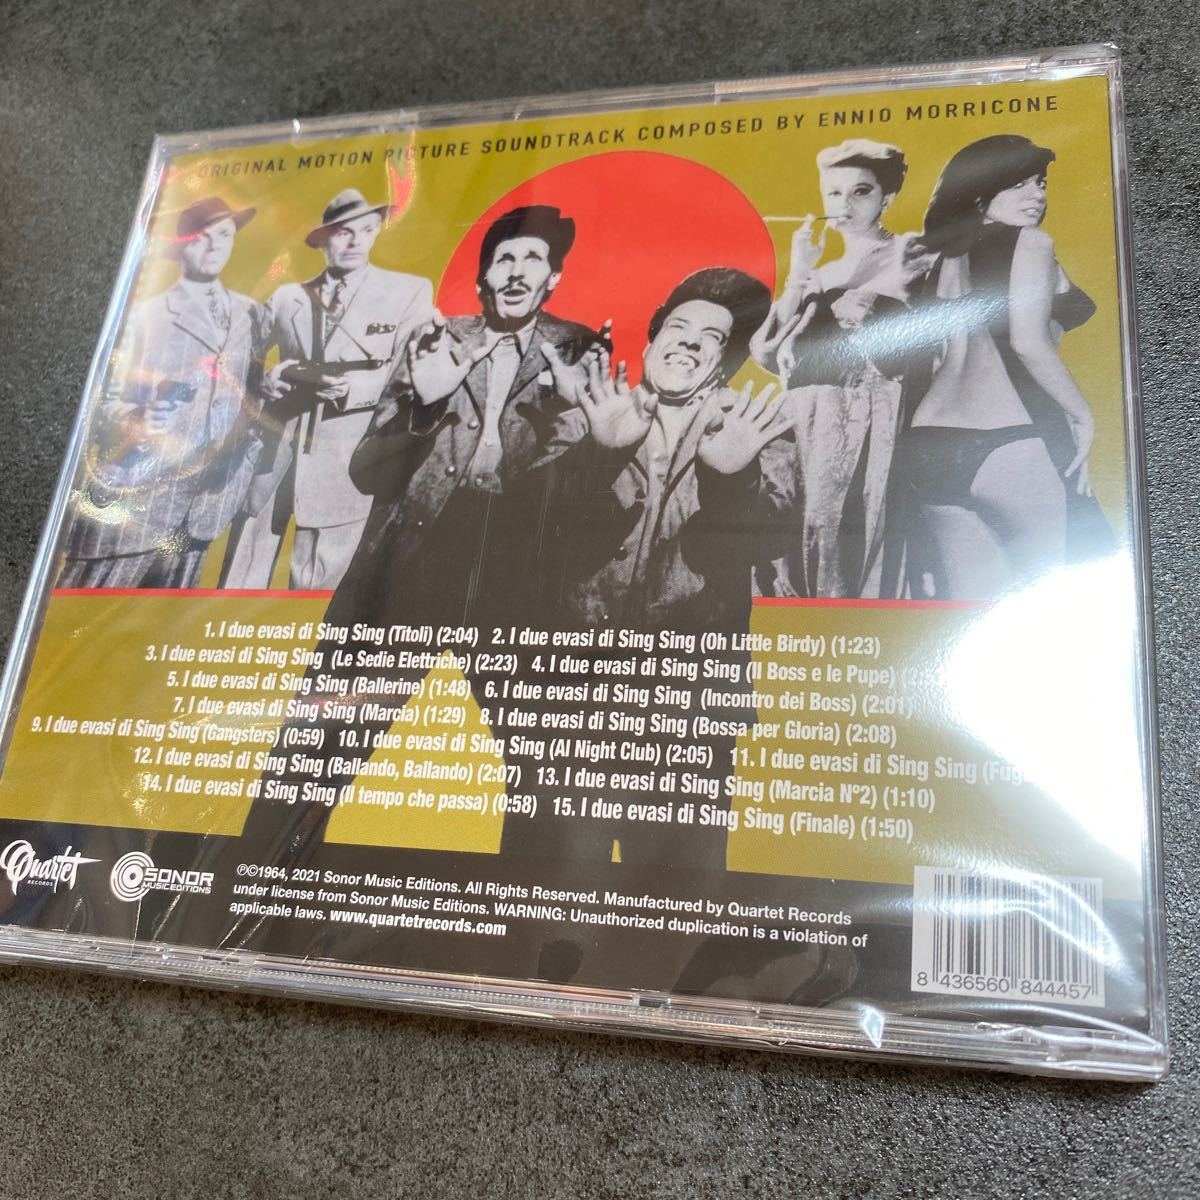 ORIGINAL MOTION PICTURE SOUNDTRACK COMPOSED BY ENNIO MORRICONE
1. I due evasi di Sing Sing (Titoli) (2:04) 2. I due evasi di Sing Sing (Oh Little Birdy) (1:23)
3. I due evasi di Sing Sing (Le Sedie Elettriche) (2:23) 4. I due evasi di Sing Sing (Il Boss e le Pupe)
5. I due evasi di Sing Sing (Ballerine) (1:48) 6. I due evasi di Sing Sing (Incontro dei Boss) (2:01)
7. I due evasi di Sing Sing (Marcia) (1:29) 8. I due evasi di Sing Sing (Bossa per Gloria) (2:08)
9. I due evasi di Sing Sing (Gangsters) (0:59) 10. I due evasi di Sing Sing (Al Night Club) (2:05) 11. I due evasi di Sing Sing
12. I due evasi di Sing Sing (Ballando, Ballando) (2:07) 13. I due evasi di Sing Sing (Marcia Nº2) (1:10)
14. I due evasi di Sing Sing (Il tempo che passa) (0:58) 15. I due evasi di Sing Sing (Finale) (1:50)
Quartet
RECORDS
SONOR
MUSIC EDITIONS
℗©1964, 2021 Sonor Music Editions. All Rights Reserved. Manufactured by Quartet Records
under license from Sonor Music Editions. WARNING: Unauthorized duplication is a violation of
applicable laws. www.quartetrecords.com
8 436560 844457